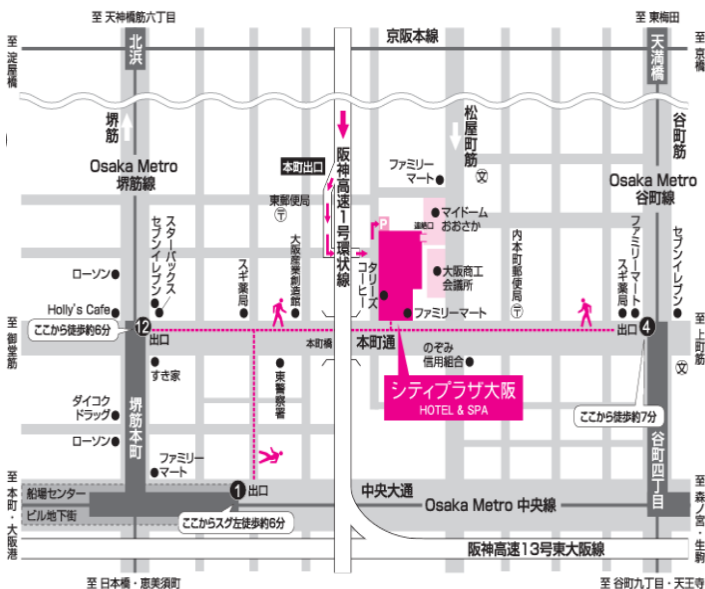 至 天神橋筋六丁目
至 東梅田
至 淀屋橋
北浜
京阪本線
天満橋
至 京橋
堺筋
松屋町筋
谷町筋
Osaka Metro
堺筋線
本町出口
阪神高速1号環状線
ファミリー
マート
文
Osaka Metro
谷町線
東郵便局
〒
P
連絡口
マイドーム
おおさか
スターバックス/
セブンイレブン
スギ薬局
大阪産業創造館
タリーズ
コーヒー
大阪商工
会議所
内本町郵便局
〒
スギ薬局
ファミリーマート
セブンイレブン
ローソン
Holly's Cafe
ファミリーマート
至 御堂筋
ここから徒歩約6分
12
出口
本町橋
本町通
出口
4
至 上町筋
すき家
東警察署
のぞみ
信用組合
文
シティプラザ大阪
HOTEL & SPA
ここから徒歩約7分
ダイコク
ドラッグ
ローソン
堺筋本町
谷町四丁目
ファミリー
マート
至 本町・大阪港
船場センター
ビル地下街
1
出口
中央大通
ここからスグ左徒歩約6分
Osaka Metro 中央線
至 森ノ宮・生駒
阪神高速13号東大阪線
至 日本橋・恵美須町
至 谷町九丁目・天王寺